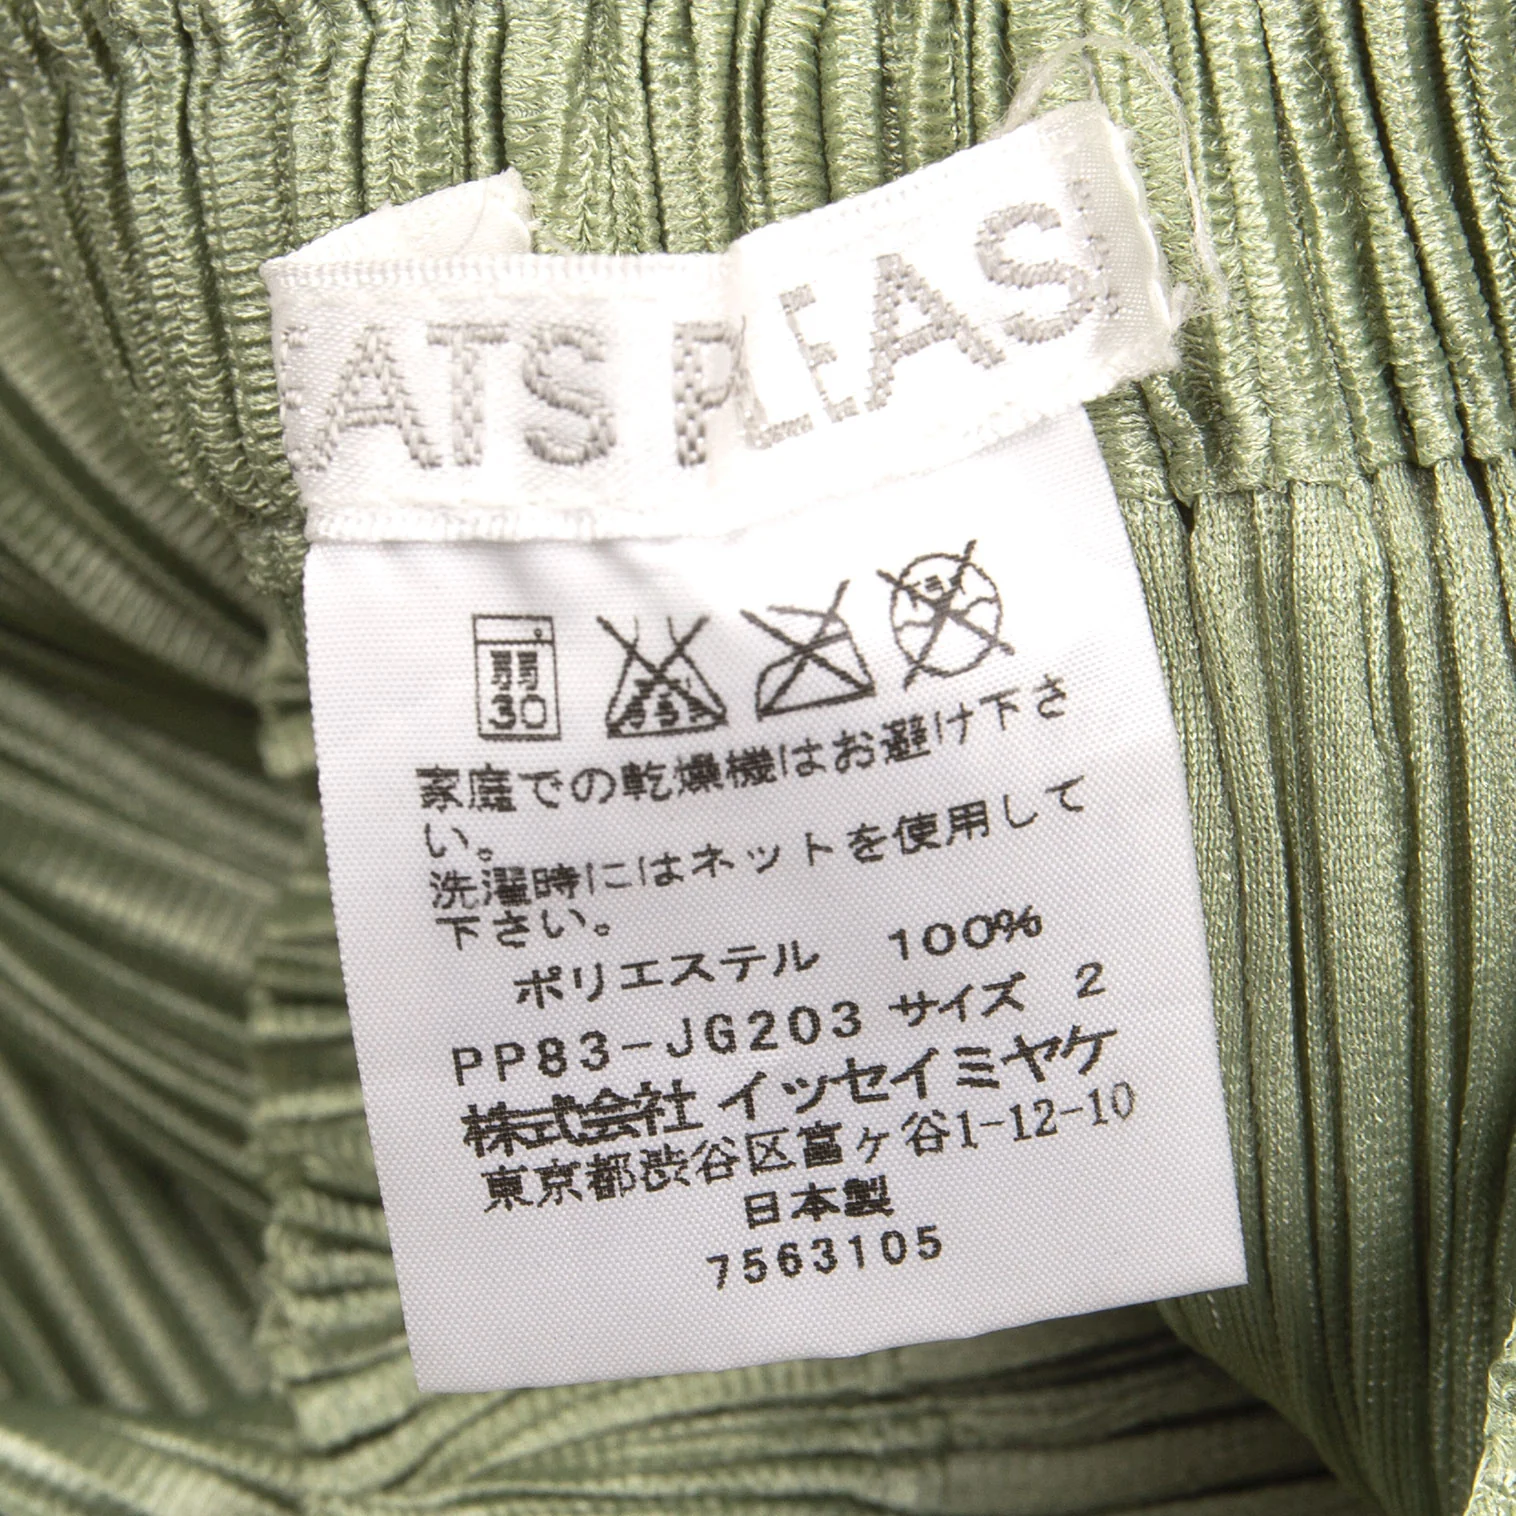 EATS PLEAS
弱
30
家庭での乾燥機はお避け下さ
い。
洗濯時にはネットを使用して
下さい。
ポリエステル 100%
PP83-JG203 サイズ 2
株式会社 イッセイミヤケ
東京都渋谷区富ヶ谷1-12-10
日本製
7563105